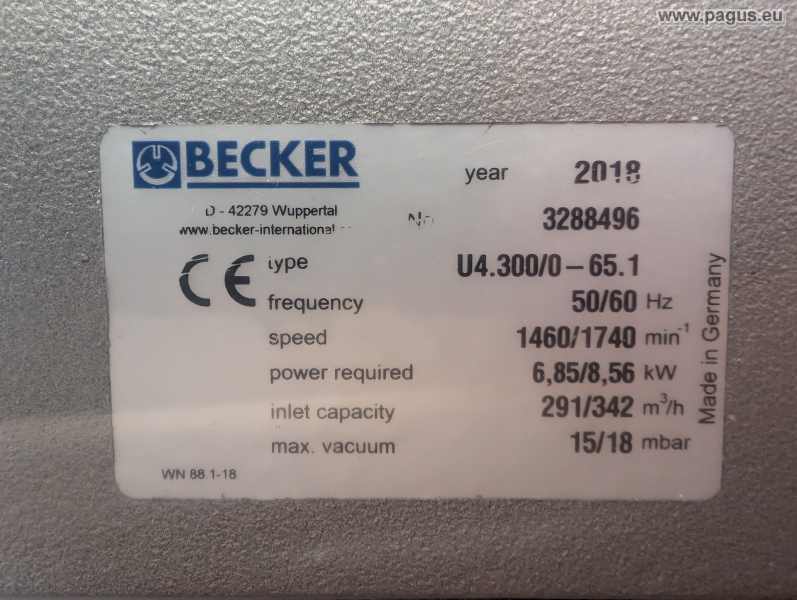 www.pagus.eu
BECKER
year 2018
D - 42279 Wuppertal
www.becker-international
No 3288496
CE
type U4.300/0-65.1
frequency 50/60 Hz
speed 1460/1740 min⁻¹
power required 6,85/8,56 kW
inlet capacity 291/342 m³/h
max. vacuum 15/18 mbar
Made in Germany
WN 88.1-18